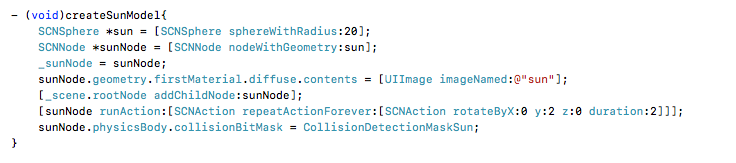 - (void)createSunModel{
SCNSphere *sun = [SCNSphere sphereWithRadius:20];
SCNNode *sunNode = [SCNNode nodeWithGeometry:sun];
_sunNode = sunNode;
sunNode.geometry.firstMaterial.diffuse.contents = [UIImage imageNamed:@"sun"];
[_scene.rootNode addChildNode:sunNode];
[sunNode runAction:[SCNAction repeatActionForever:[SCNAction rotateByX:0 y:2 z:0 duration:2]]];
sunNode.physicsBody.collisionBitMask = CollisionDetectionMaskSun;
}